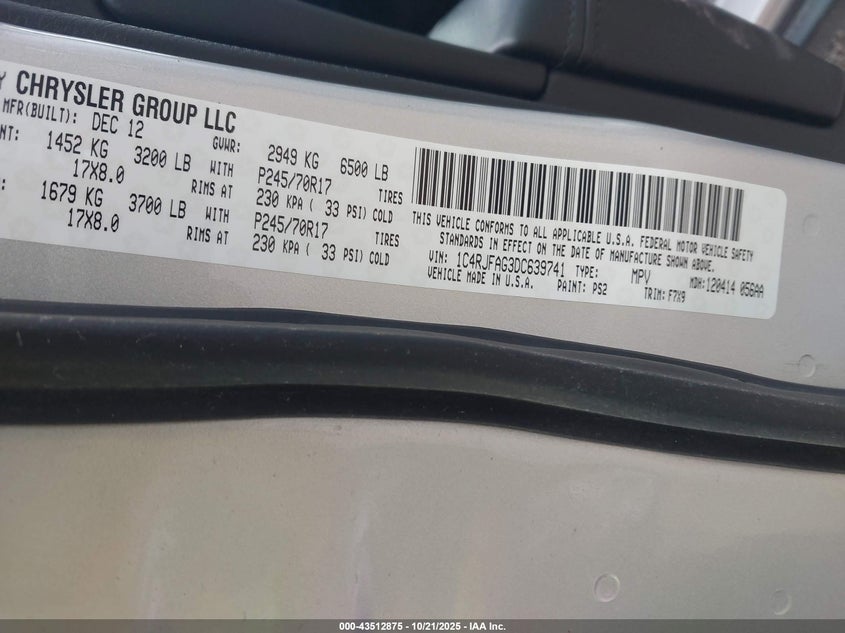 CHRYSLER GROUP LLC
MFR(BUILT): DEC 12 GVWR: 2949 KG 6500 LB
1452 KG 3200 LB WITH P245/70R17 TIRES
17X8.0 RIMS AT 230 KPA ( 33 PSI) COLD
1679 KG 3700 LB WITH P245/70R17 TIRES
17X8.0 RIMS AT 230 KPA ( 33 PSI) COLD
THIS VEHICLE CONFORMS TO ALL APPLICABLE U.S.A. FEDERAL MOTOR VEHICLE SAFETY
STANDARDS IN EFFECT ON THE DATE OF MANUFACTURE SHOWN ABOVE.
VIN: 1C4RJFAG3DC639741 TYPE: MPV MDH:120414 056AA
VEHICLE MADE IN U.S.A. PAINT: PS2 TRIM: F7X9
000-43512875 - 10/21/2025 - IAA Inc.